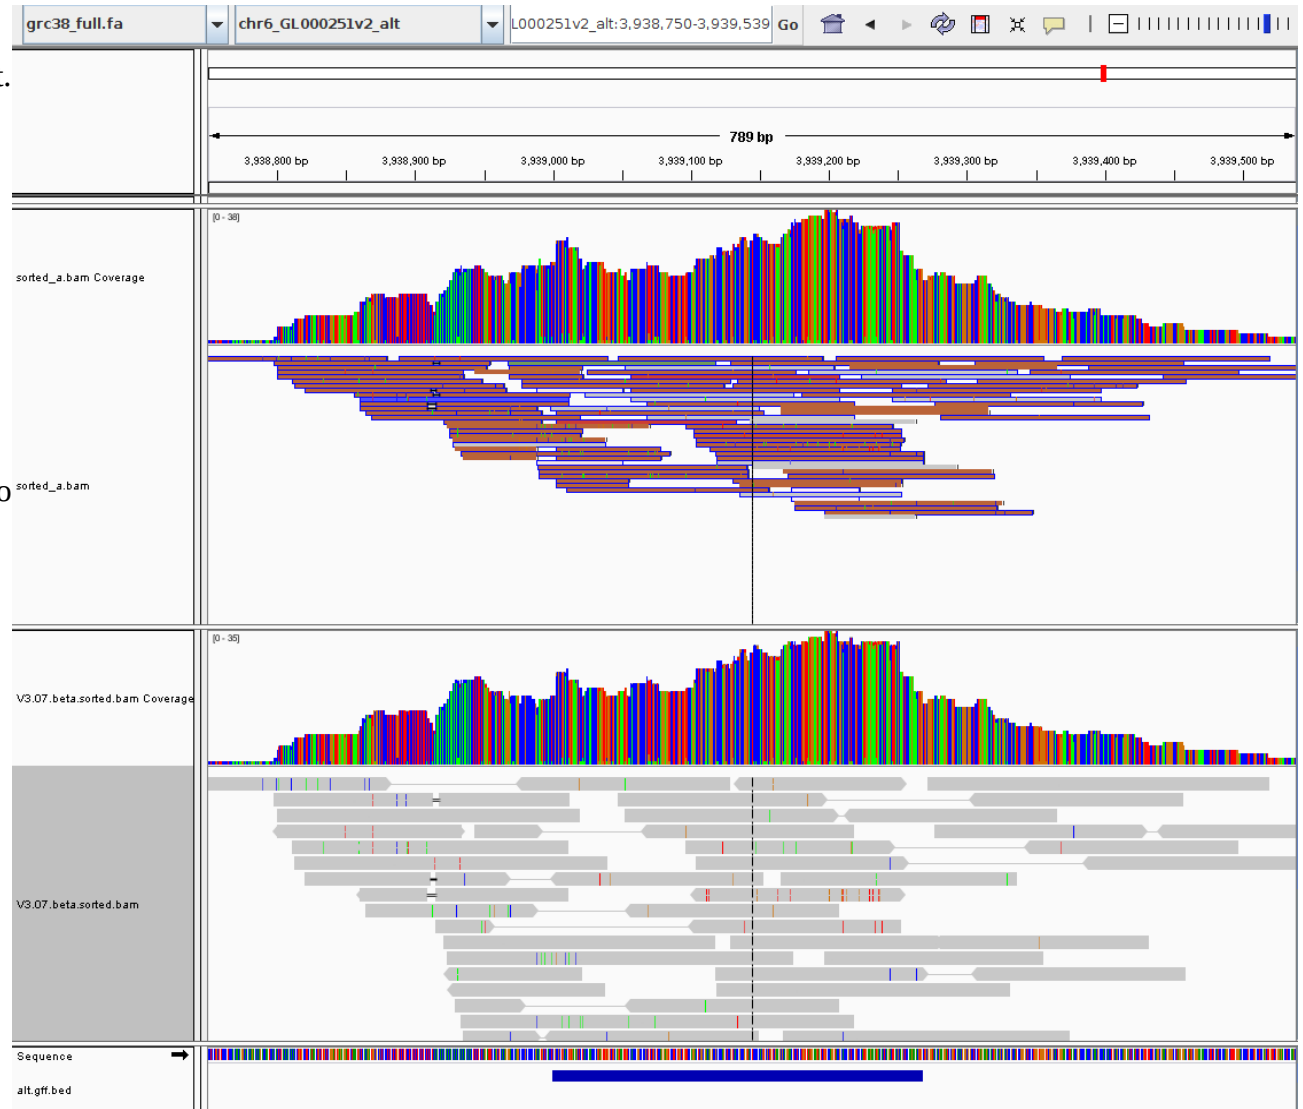 grc38_full.fa chr6_GL000251v2_alt L000251v2_alt:3,938,750-3,939,539 Go
t.
789 bp
3,938,800 bp 3,938,900 bp 3,939,000 bp 3,939,100 bp 3,939,200 bp 3,939,300 bp 3,939,400 bp 3,939,500 bp
[0 - 38]
sorted_a.bam Coverage
o
sorted_a.bam
[0 - 35]
V3.07.beta.sorted.bam Coverage
V3.07.beta.sorted.bam
Sequence
alt.gff.bed